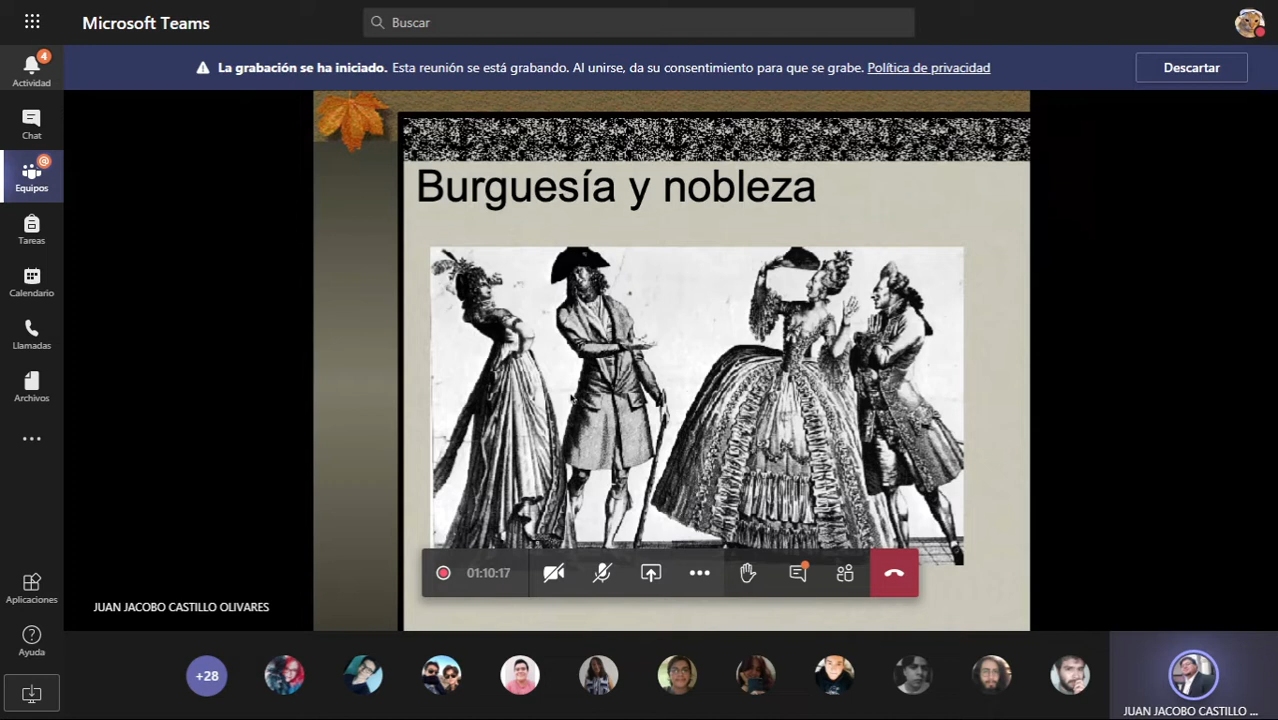 Microsoft Teams
Buscar
La grabación se ha iniciado. Esta reunión se está grabando. Al unirse, da su consentimiento para que se grabe. Política de privacidad
Descartar
4
Actividad
Chat
@
Equipos
Tareas
Calendario
Llamadas
Archivos
Aplicaciones
Ayuda
Burguesía y nobleza
01:10:17
JUAN JACOBO CASTILLO OLIVARES
+28
JUAN JACOBO CASTILLO ...